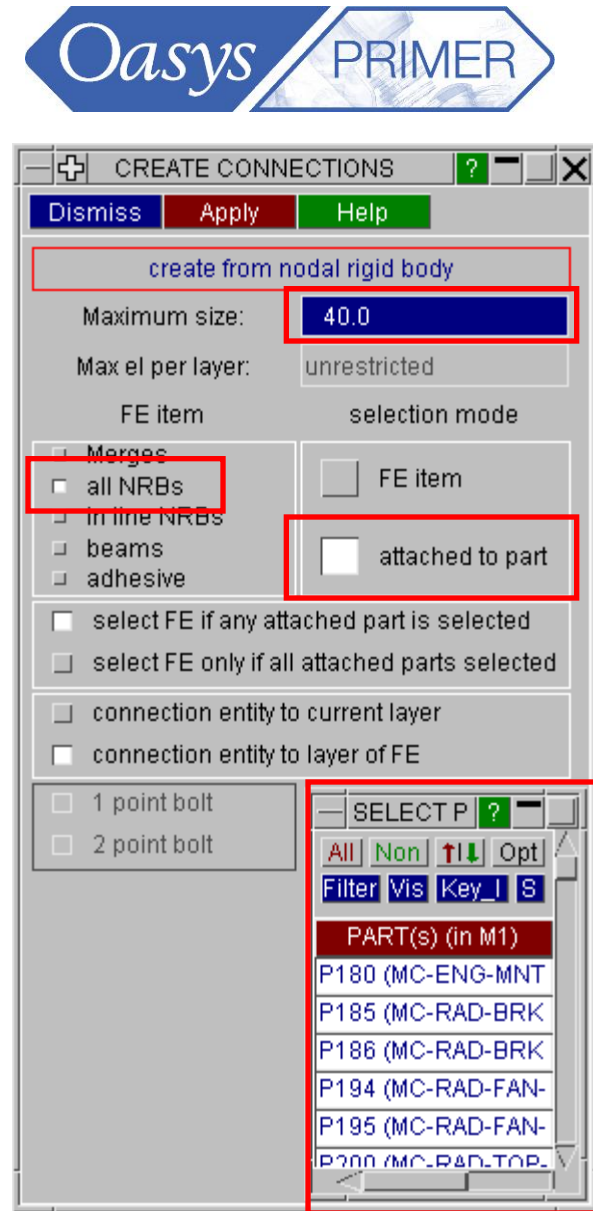 Oasys PRIMER
CREATE CONNECTIONS ?
Dismiss Apply Help
create from nodal rigid body
Maximum size: 40.0
Max el per layer: unrestricted
FE item selection mode
Merges
all NRBs
FE item
in line NRBs
beams
attached to part
adhesive
select FE if any attached part is selected
select FE only if all attached parts selected
connection entity to current layer
connection entity to layer of FE
1 point bolt
2 point bolt
SELECT P ?
All Non Opt
Filter Vis Key_I S
PART(s) (in M1)
P180 (MC-ENG-MNT
P185 (MC-RAD-BRK
P186 (MC-RAD-BRK
P194 (MC-RAD-FAN-
P195 (MC-RAD-FAN-
P200 (MC-RAD-TOP-